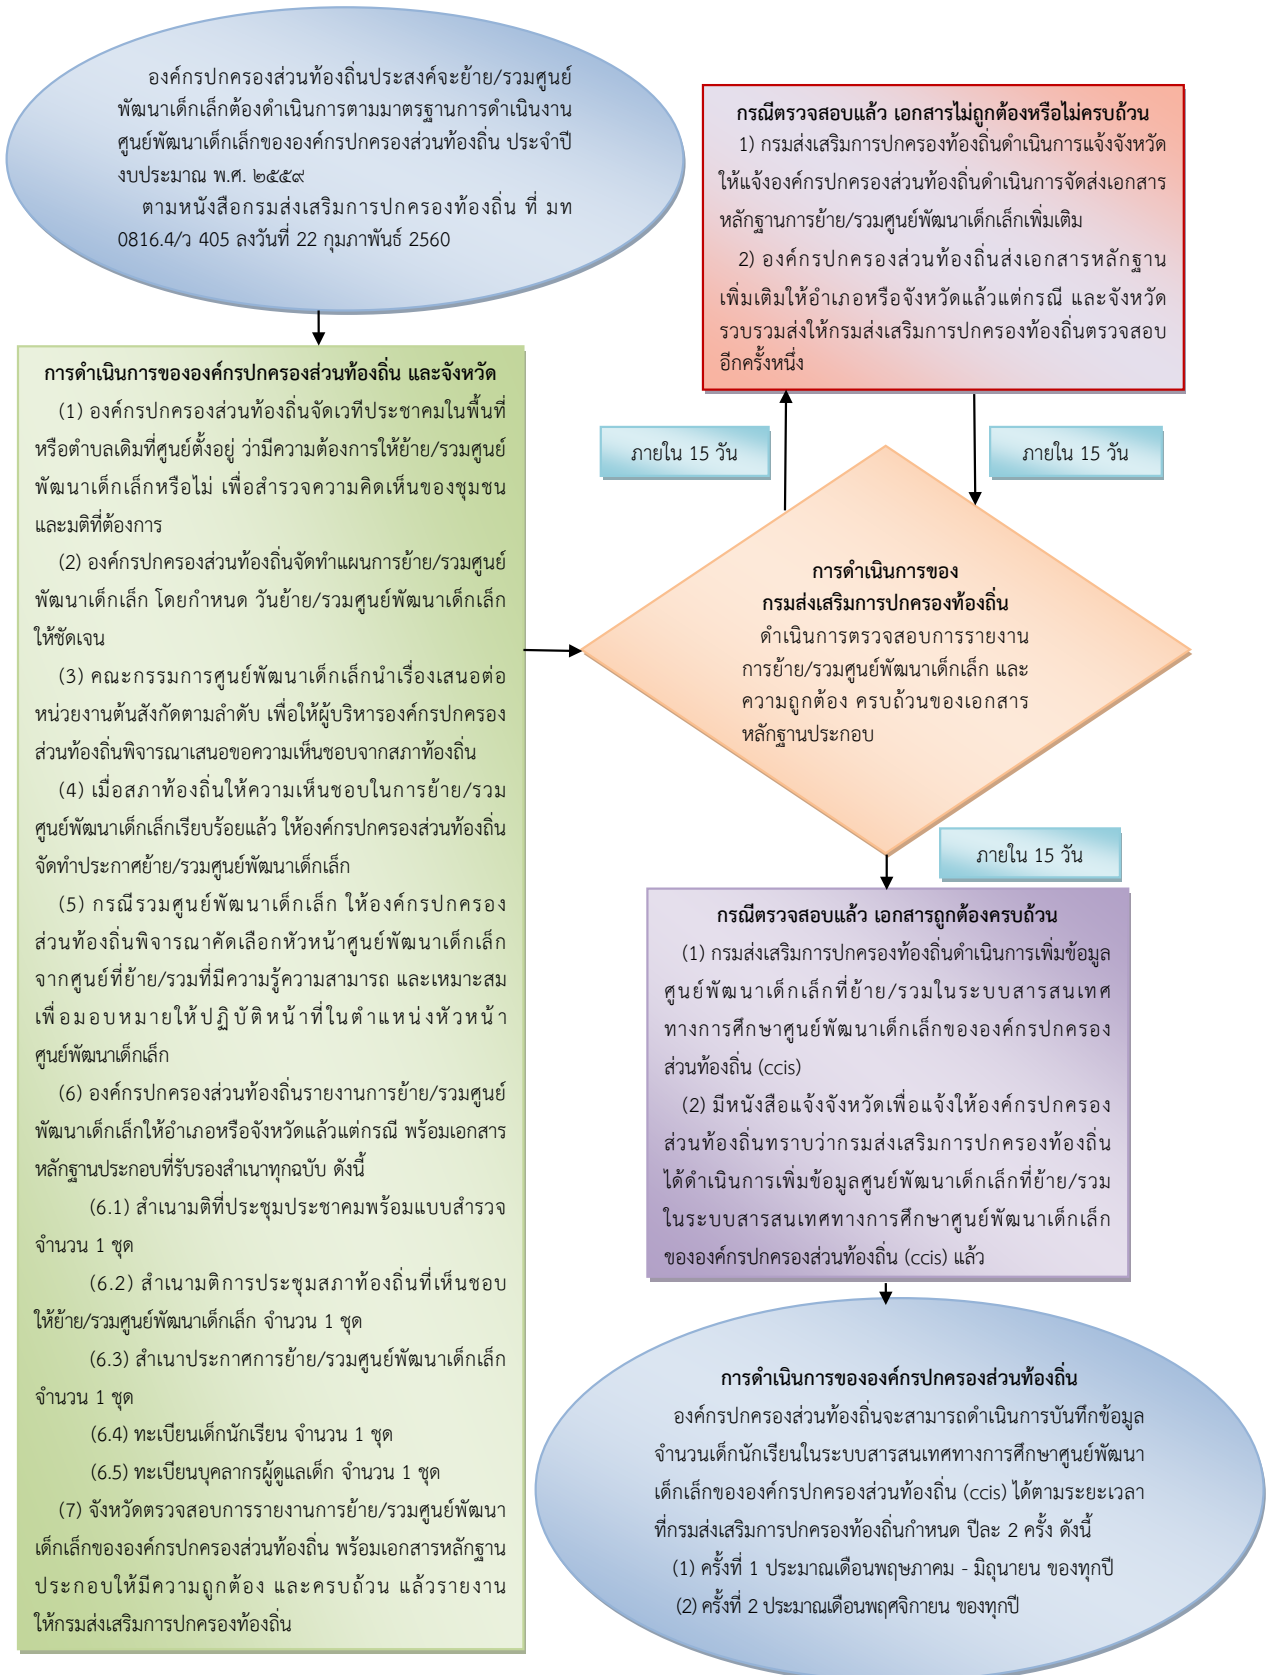 องค์กรปกครองส่วนท้องถิ่นประสงค์จะย้าย/รวมศูนย์
พัฒนาเด็กเล็กต้องดำเนินการตามมาตรฐานการดำเนินงาน
ศูนย์พัฒนาเด็กเล็กขององค์กรปกครองส่วนท้องถิ่น ประจำปี
งบประมาณ พ.ศ. ๒๕๕๙
ตามหนังสือกรมส่งเสริมการปกครองท้องถิ่น ที่ มท
0816.4/ว 405 ลงวันที่ 22 กุมภาพันธ์ 2560
การดำเนินการขององค์กรปกครองส่วนท้องถิ่น และจังหวัด
(1) องค์กรปกครองส่วนท้องถิ่นจัดเวทีประชาคมในพื้นที่
หรือตำบลเดิมที่ศูนย์ตั้งอยู่ ว่ามีความต้องการให้ย้าย/รวมศูนย์
พัฒนาเด็กเล็กหรือไม่ เพื่อสำรวจความคิดเห็นของชุมชน
และมติที่ต้องการ
(2) องค์กรปกครองส่วนท้องถิ่นจัดทำแผนการย้าย/รวมศูนย์
พัฒนาเด็กเล็ก โดยกำหนด วันย้าย/รวมศูนย์พัฒนาเด็กเล็ก
ให้ชัดเจน
(3) คณะกรรมการศูนย์พัฒนาเด็กเล็กนำเรื่องเสนอต่อ
หน่วยงานต้นสังกัดตามลำดับ เพื่อให้ผู้บริหารองค์กรปกครอง
ส่วนท้องถิ่นพิจารณาเสนอขอความเห็นชอบจากสภาท้องถิ่น
(4) เมื่อสภาท้องถิ่นให้ความเห็นชอบในการย้าย/รวม
ศูนย์พัฒนาเด็กเล็กเรียบร้อยแล้ว ให้องค์กรปกครองส่วนท้องถิ่น
จัดทำประกาศย้าย/รวมศูนย์พัฒนาเด็กเล็ก
(5) กรณีรวมศูนย์พัฒนาเด็กเล็ก ให้องค์กรปกครอง
ส่วนท้องถิ่นพิจารณาคัดเลือกหัวหน้าศูนย์พัฒนาเด็กเล็ก
จากศูนย์ที่ย้าย/รวมที่มีความรู้ความสามารถ และเหมาะสม
เพื่อมอบหมายให้ปฏิบัติหน้าที่ในตำแหน่งหัวหน้า
ศูนย์พัฒนาเด็กเล็ก
(6) องค์กรปกครองส่วนท้องถิ่นรายงานการย้าย/รวมศูนย์
พัฒนาเด็กเล็กให้อำเภอหรือจังหวัดแล้วแต่กรณี พร้อมเอกสาร
หลักฐานประกอบที่รับรองสำเนาทุกฉบับ ดังนี้
(6.1) สำเนามติที่ประชุมประชาคมพร้อมแบบสำรวจ
จำนวน 1 ชุด
(6.2) สำเนามติการประชุมสภาท้องถิ่นที่เห็นชอบ
ให้ย้าย/รวมศูนย์พัฒนาเด็กเล็ก จำนวน 1 ชุด
(6.3) สำเนาประกาศการย้าย/รวมศูนย์พัฒนาเด็กเล็ก
จำนวน 1 ชุด
(6.4) ทะเบียนเด็กนักเรียน จำนวน 1 ชุด
(6.5) ทะเบียนบุคลากรผู้ดูแลเด็ก จำนวน 1 ชุด
(7) จังหวัดตรวจสอบการรายงานการย้าย/รวมศูนย์พัฒนา
เด็กเล็กขององค์กรปกครองส่วนท้องถิ่น พร้อมเอกสารหลักฐาน
ประกอบให้มีความถูกต้อง และครบถ้วน แล้วรายงาน
ให้กรมส่งเสริมการปกครองท้องถิ่น
กรณีตรวจสอบแล้ว เอกสารไม่ถูกต้องหรือไม่ครบถ้วน
1) กรมส่งเสริมการปกครองท้องถิ่นดำเนินการแจ้งจังหวัด
ให้แจ้งองค์กรปกครองส่วนท้องถิ่นดำเนินการจัดส่งเอกสาร
หลักฐานการย้าย/รวมศูนย์พัฒนาเด็กเล็กเพิ่มเติม
2) องค์กรปกครองส่วนท้องถิ่นส่งเอกสารหลักฐาน
เพิ่มเติมให้อำเภอหรือจังหวัดแล้วแต่กรณี และจังหวัด
รวบรวมส่งให้กรมส่งเสริมการปกครองท้องถิ่นตรวจสอบ
อีกครั้งหนึ่ง
ภายใน 15 วัน
ภายใน 15 วัน
การดำเนินการของ
กรมส่งเสริมการปกครองท้องถิ่น
ดำเนินการตรวจสอบการรายงาน
การย้าย/รวมศูนย์พัฒนาเด็กเล็ก และ
ความถูกต้อง ครบถ้วนของเอกสาร
หลักฐานประกอบ
ภายใน 15 วัน
กรณีตรวจสอบแล้ว เอกสารถูกต้องครบถ้วน
(1) กรมส่งเสริมการปกครองท้องถิ่นดำเนินการเพิ่มข้อมูล
ศูนย์พัฒนาเด็กเล็กที่ย้าย/รวมในระบบสารสนเทศ
ทางการศึกษาศูนย์พัฒนาเด็กเล็กขององค์กรปกครอง
ส่วนท้องถิ่น (ccis)
(2) มีหนังสือแจ้งจังหวัดเพื่อแจ้งให้องค์กรปกครอง
ส่วนท้องถิ่นทราบว่ากรมส่งเสริมการปกครองท้องถิ่น
ได้ดำเนินการเพิ่มข้อมูลศูนย์พัฒนาเด็กเล็กที่ย้าย/รวม
ในระบบสารสนเทศทางการศึกษาศูนย์พัฒนาเด็กเล็ก
ขององค์กรปกครองส่วนท้องถิ่น (ccis) แล้ว
การดำเนินการขององค์กรปกครองส่วนท้องถิ่น
องค์กรปกครองส่วนท้องถิ่นจะสามารถดำเนินการบันทึกข้อมูล
จำนวนเด็กนักเรียนในระบบสารสนเทศทางการศึกษาศูนย์พัฒนา
เด็กเล็กขององค์กรปกครองส่วนท้องถิ่น (ccis) ได้ตามระยะเวลา
ที่กรมส่งเสริมการปกครองท้องถิ่นกำหนด ปีละ 2 ครั้ง ดังนี้
(1) ครั้งที่ 1 ประมาณเดือนพฤษภาคม - มิถุนายน ของทุกปี
(2) ครั้งที่ 2 ประมาณเดือนพฤศจิกายน ของทุกปี